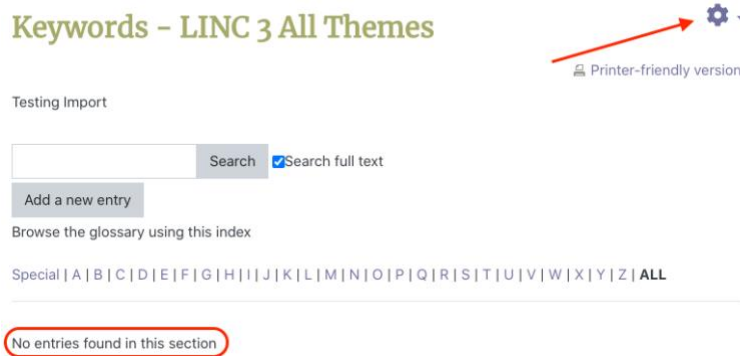 Keywords - LINC 3 All Themes
Printer-friendly version
Testing Import
Search Search full text
Add a new entry
Browse the glossary using this index
Special | A | B | C | D | E | F | G | H | I | J | K | L | M | N | O | P | Q | R | S | T | U | V | W | X | Y | Z | ALL
No entries found in this section